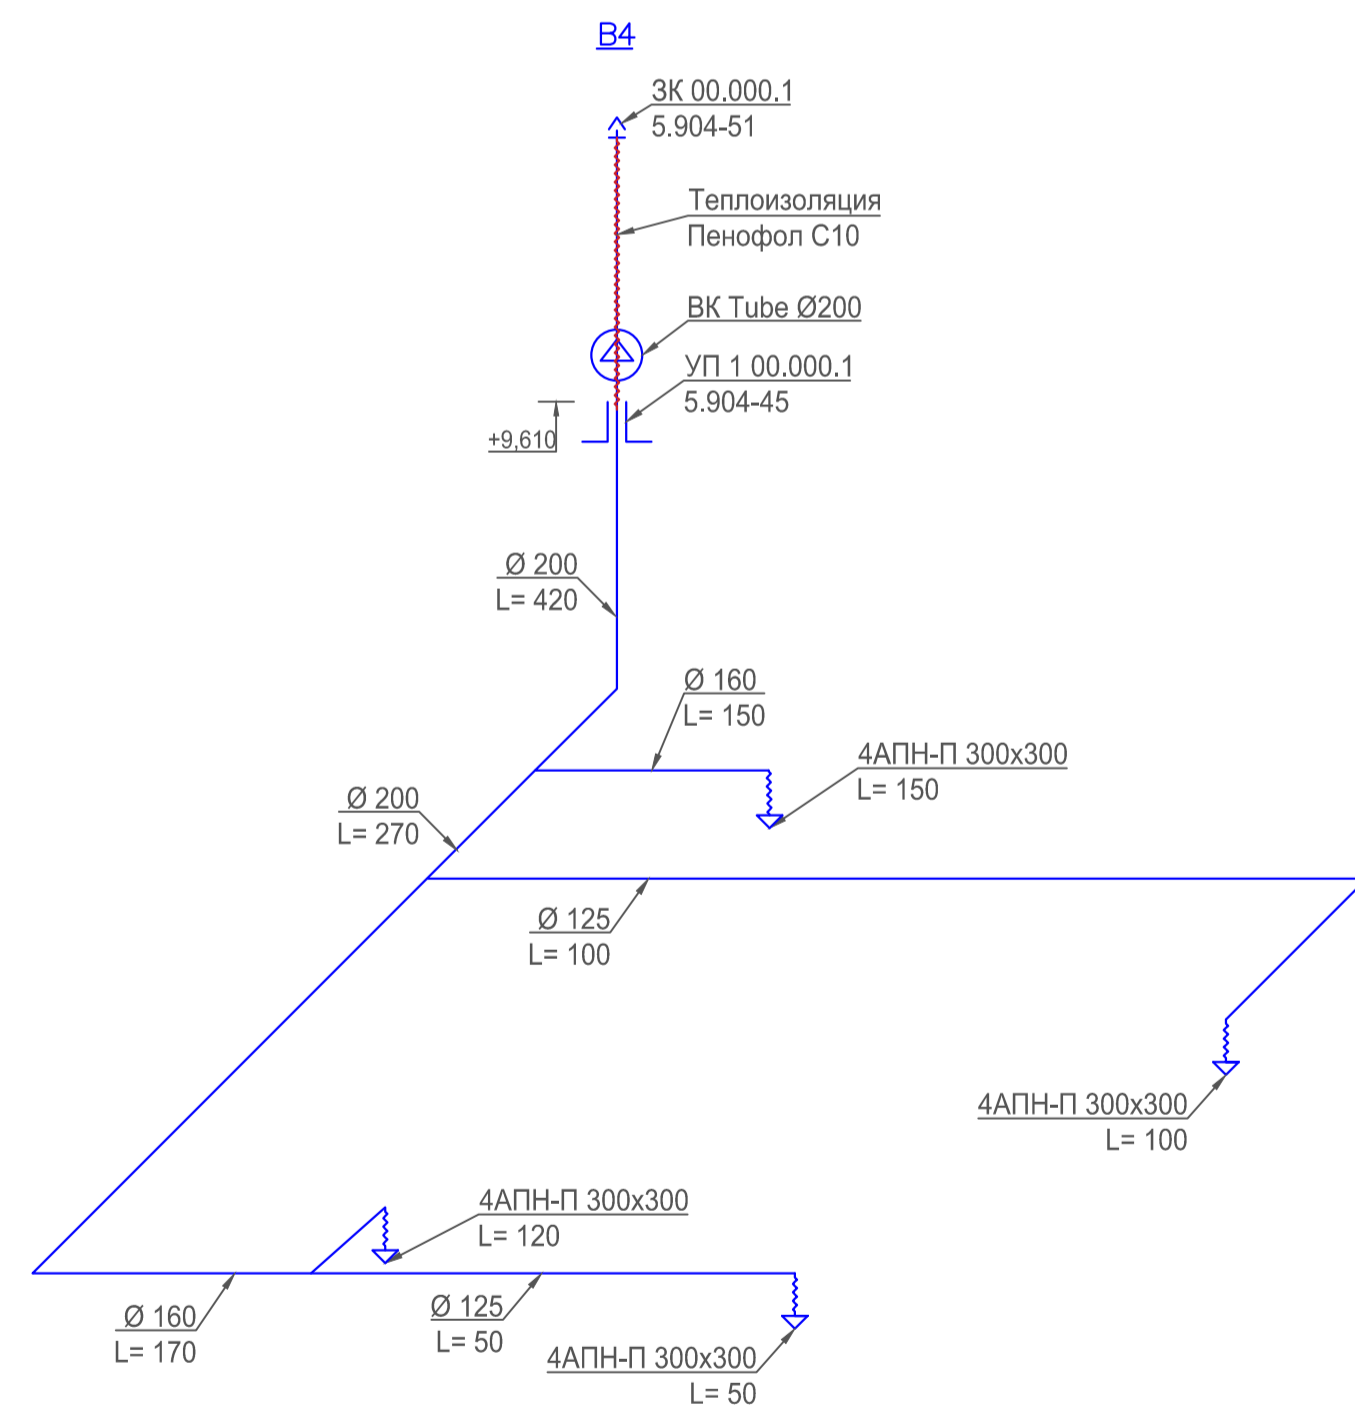 В4
ЗК 00.000.1
5.904-51
Теплоизоляция
Пенофол С10
ВК Tube Ø200
УП 1 00.000.1
5.904-45
+9,610
Ø 200
L= 420
Ø 160
L= 150
4АПН-П 300х300
L= 150
Ø 200
L= 270
Ø 125
L= 100
4АПН-П 300х300
L= 100
4АПН-П 300х300
L= 120
Ø 160
L= 170
Ø 125
L= 50
4АПН-П 300х300
L= 50